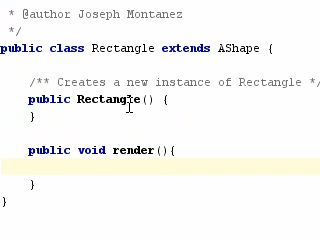 * @author Joseph Montanez
*/
public class Rectangle extends AShape {
/** Creates a new instance of Rectangle */
public Rectangle() {
}
public void render(){
}
}